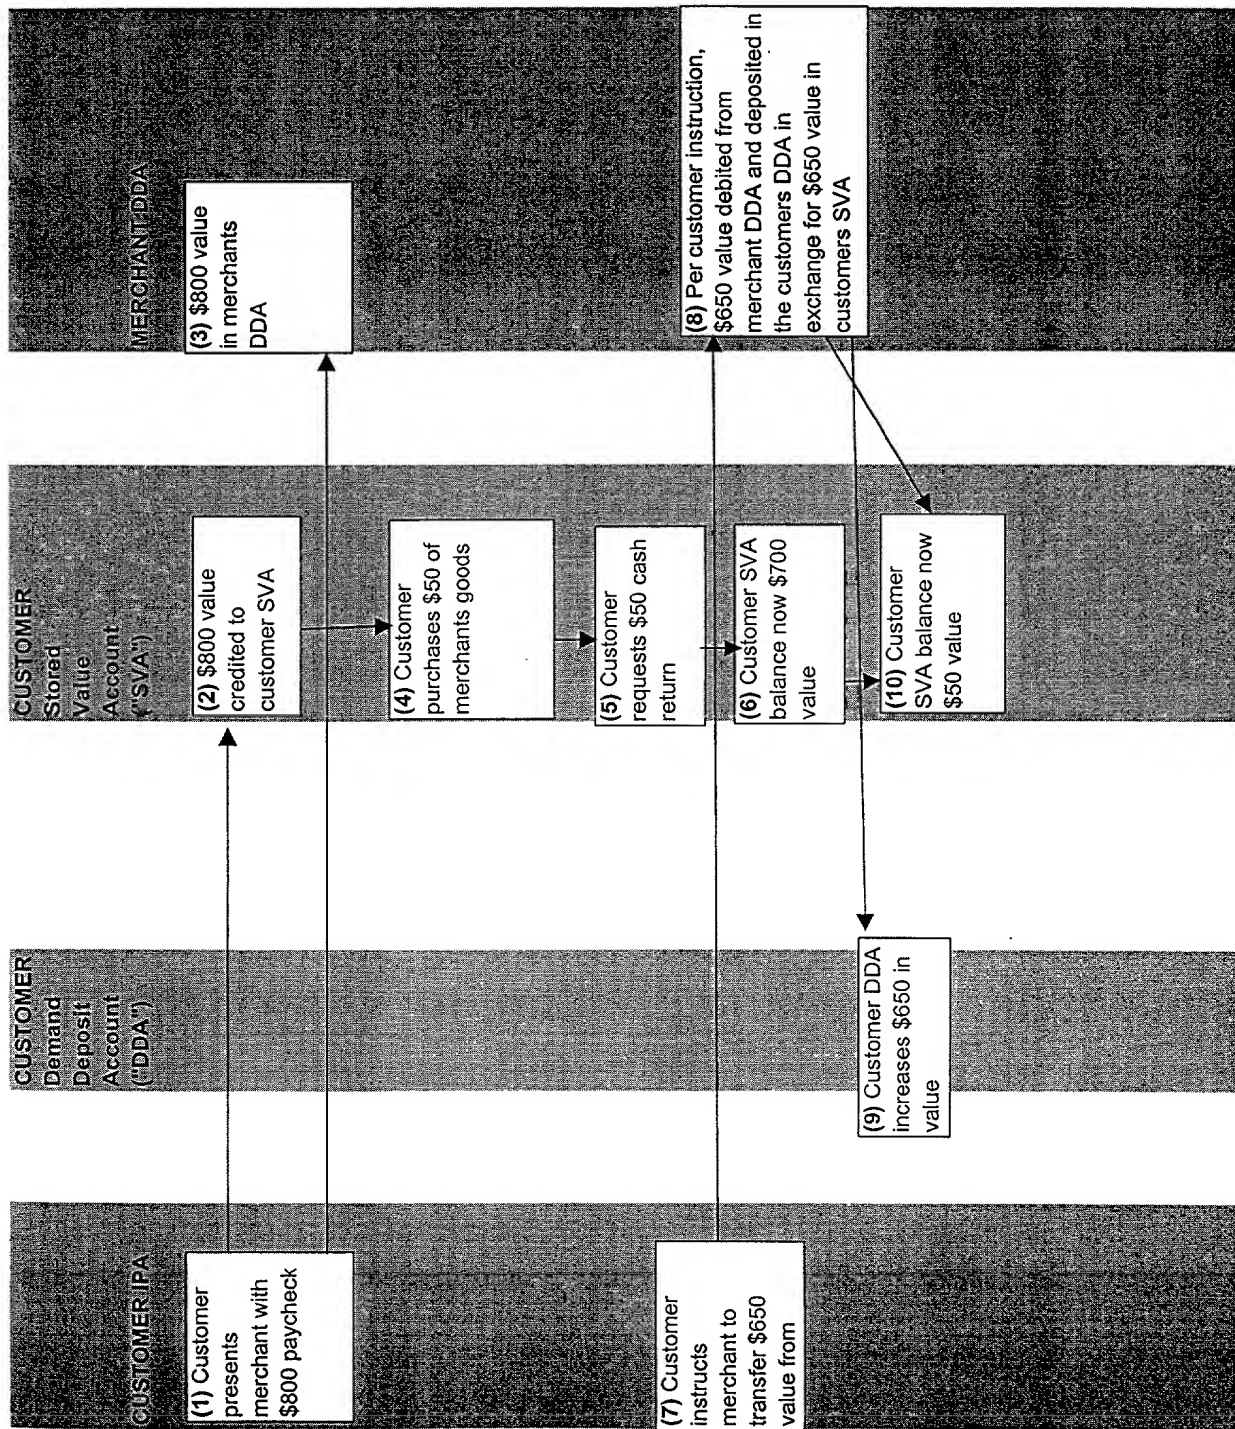 CUSTOMER IPA
CUSTOMER
Demand
Deposit
Account
("DDA")
CUSTOMER
Stored
Value
Account
("SVA")
MERCHANT DDA
(1) Customer
presents
merchant with
$800 paycheck
(2) $800 value
credited to
customer SVA
(3) $800 value
in merchants
DDA
(4) Customer
purchases $50 of
merchants goods
(5) Customer
requests $50 cash
return
(6) Customer SVA
balance now $700
value
(7) Customer
instructs
merchant to
transfer $650
value from
(8) Per customer instruction,
$650 value debited from
merchant DDA and deposited in
the customers DDA in
exchange for $650 value in
customers SVA
(9) Customer DDA
increases $650 in
value
(10) Customer
SVA balance now
$50 value